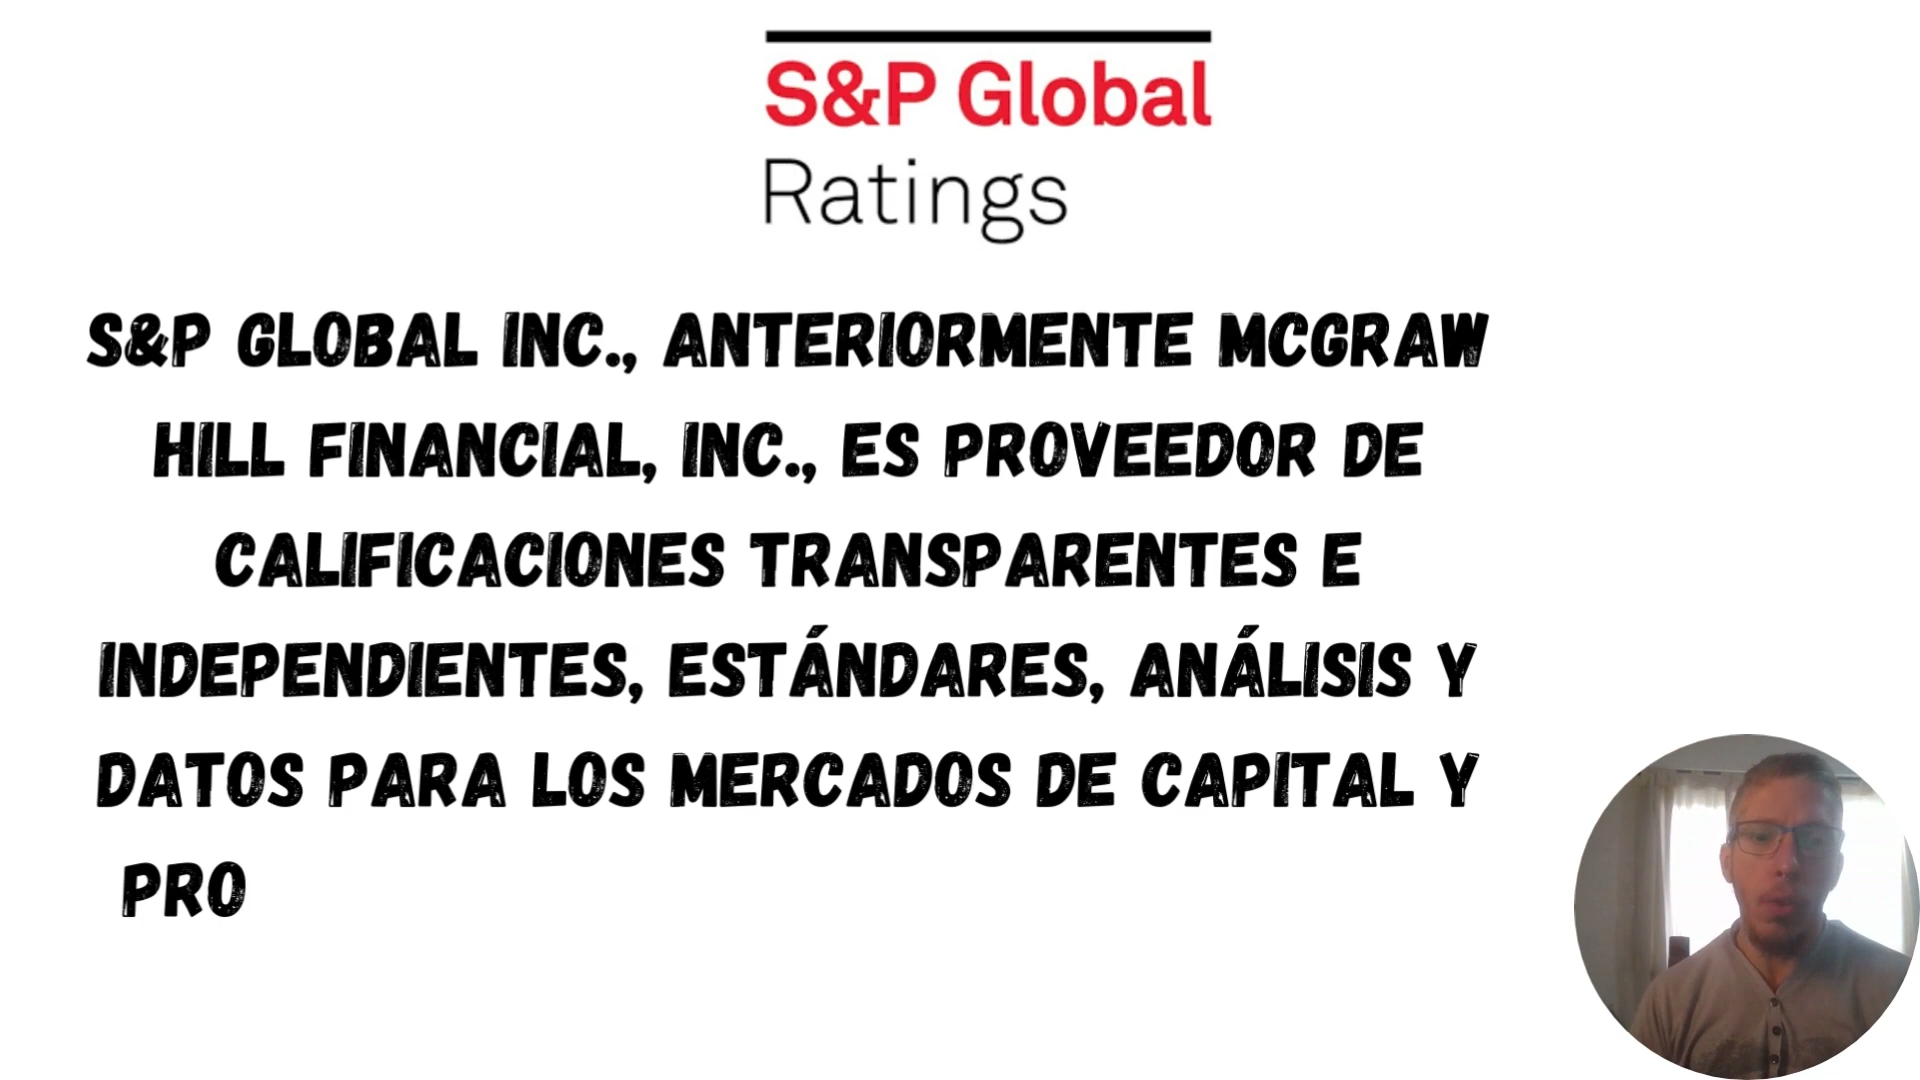 S&P Global
Ratings
S&P GLOBAL INC., ANTERIORMENTE MCGRAW
HILL FINANCIAL, INC., ES PROVEEDOR DE
CALIFICACIONES TRANSPARENTES E
INDEPENDIENTES, ESTÁNDARES, ANÁLISIS Y
DATOS PARA LOS MERCADOS DE CAPITAL Y
PRO